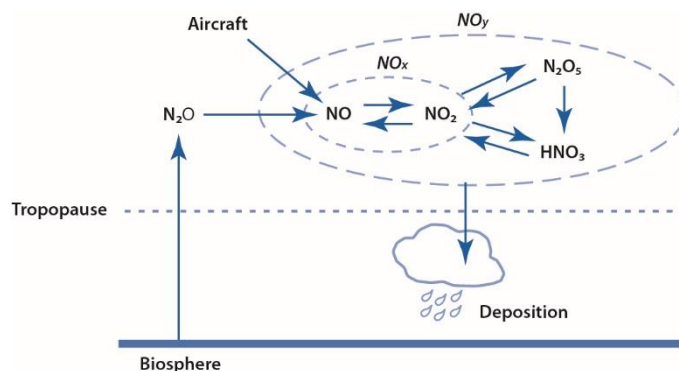 Aircraft
NOy
NOx
N₂O₅
N₂O
NO
NO₂
HNO₃
Tropopause
Deposition
Biosphere